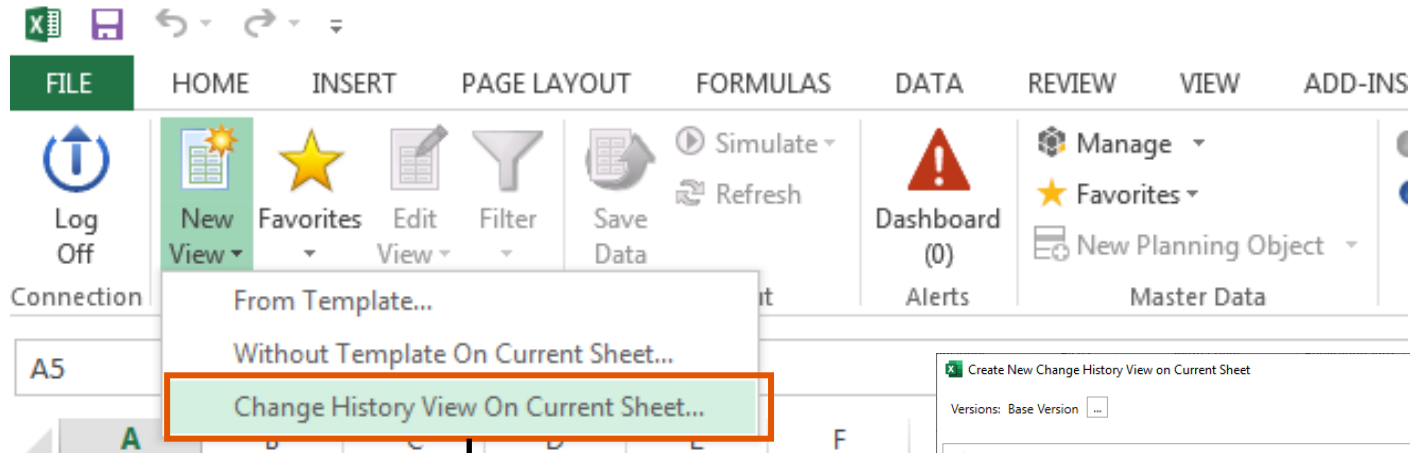 FILE HOME INSERT PAGE LAYOUT FORMULAS DATA REVIEW VIEW ADD-INS
Log Off
New View
Favorites
Edit View
Filter
Save Data
Simulate
Refresh
Dashboard (0)
Manage
Favorites
New Planning Object
Connection
Alerts
Master Data
From Template...
Without Template On Current Sheet...
Change History View On Current Sheet...
A5
A B C D E F
Create New Change History View on Current Sheet
Versions: Base Version ...